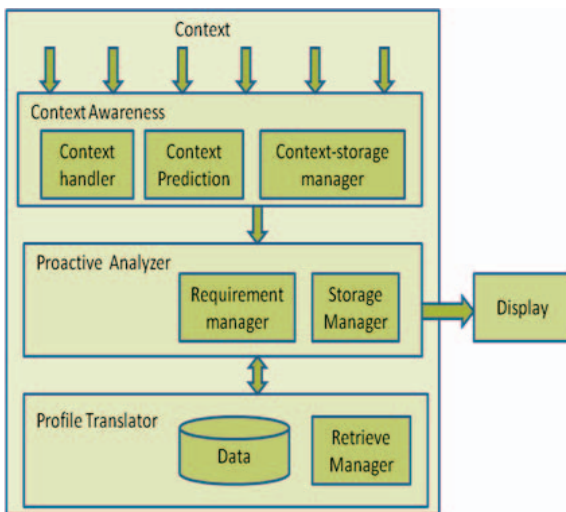 Context
Context Awareness
Context
handler
Context
Prediction
Context-storage
manager
Proactive Analyzer
Requirement
manager
Storage
Manager
Display
Profile Translator
Data
Retrieve
Manager